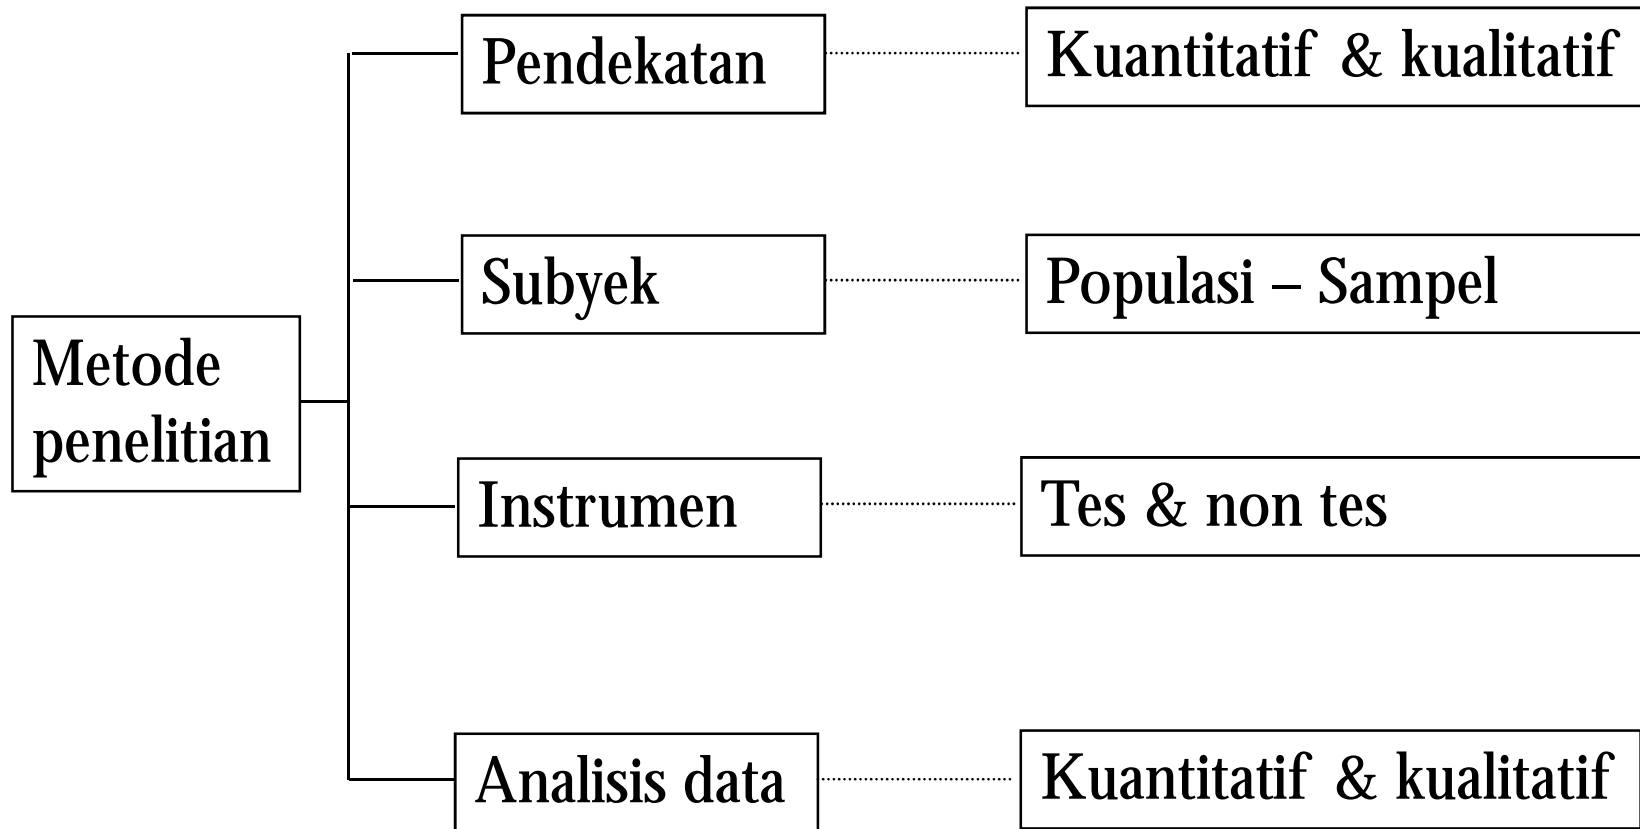 Pendekatan
Kuantitatif & kualitatif
Subyek
Populasi – Sampel
Metode
penelitian
Instrumen
Tes & non tes
Analisis data
Kuantitatif & kualitatif